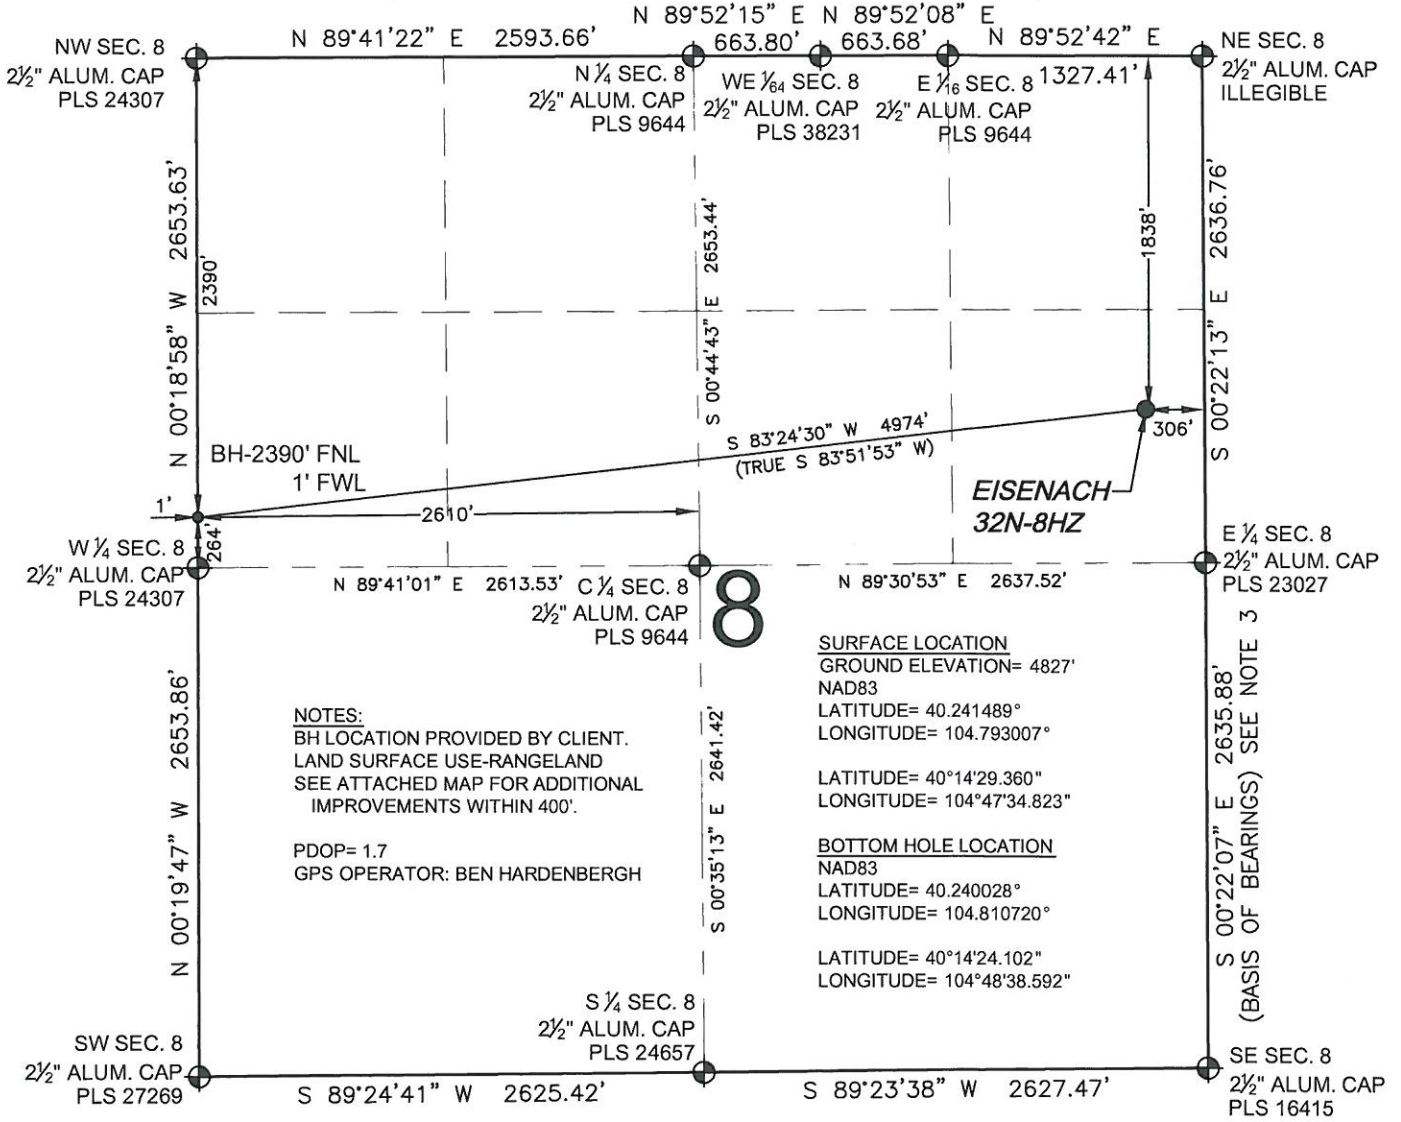 N 89°52'15" E N 89°52'08" E
N 89°41'22" E 2593.66'
663.80' 663.68'
N 89°52'42" E
1327.41'
NW SEC. 8
2½" ALUM. CAP
PLS 24307
N ¼ SEC. 8
2½" ALUM. CAP
PLS 9644
WE 1/64 SEC. 8
2½" ALUM. CAP
PLS 38231
E 1/16 SEC. 8
2½" ALUM. CAP
PLS 9644
NE SEC. 8
2½" ALUM. CAP
ILLEGIBLE
N 00°18'58" W 2653.63'
2390'
S 00°44'43" E 2653.44'
1838'
S 00°22'13" E 2636.76'
306'
S 83°24'30" W 4974'
(TRUE S 83°51'53" W)
BH-2390' FNL
1' FWL
1'
2610'
264'
EISENACH
32N-8HZ
W ¼ SEC. 8
2½" ALUM. CAP
PLS 24307
N 89°41'01" E 2613.53'
C ¼ SEC. 8
2½" ALUM. CAP
PLS 9644
8
N 89°30'53" E 2637.52'
E ¼ SEC. 8
2½" ALUM. CAP
PLS 23027
N 00°19'47" W 2653.86'
NOTES:
BH LOCATION PROVIDED BY CLIENT.
LAND SURFACE USE-RANGELAND
SEE ATTACHED MAP FOR ADDITIONAL
IMPROVEMENTS WITHIN 400'.
PDOP= 1.7
GPS OPERATOR: BEN HARDENBERGH
S 00°35'13" E 2641.42'
SURFACE LOCATION
GROUND ELEVATION= 4827'
NAD83
LATITUDE= 40.241489°
LONGITUDE= 104.793007°
LATITUDE= 40°14'29.360"
LONGITUDE= 104°47'34.823"
BOTTOM HOLE LOCATION
NAD83
LATITUDE= 40.240028°
LONGITUDE= 104.810720°
LATITUDE= 40°14'24.102"
LONGITUDE= 104°48'38.592"
S 00°22'07" E 2635.88'
(BASIS OF BEARINGS) SEE NOTE 3
SW SEC. 8
2½" ALUM. CAP
PLS 27269
S 89°24'41" W 2625.42'
S ¼ SEC. 8
2½" ALUM. CAP
PLS 24657
S 89°23'38" W 2627.47'
SE SEC. 8
2½" ALUM. CAP
PLS 16415